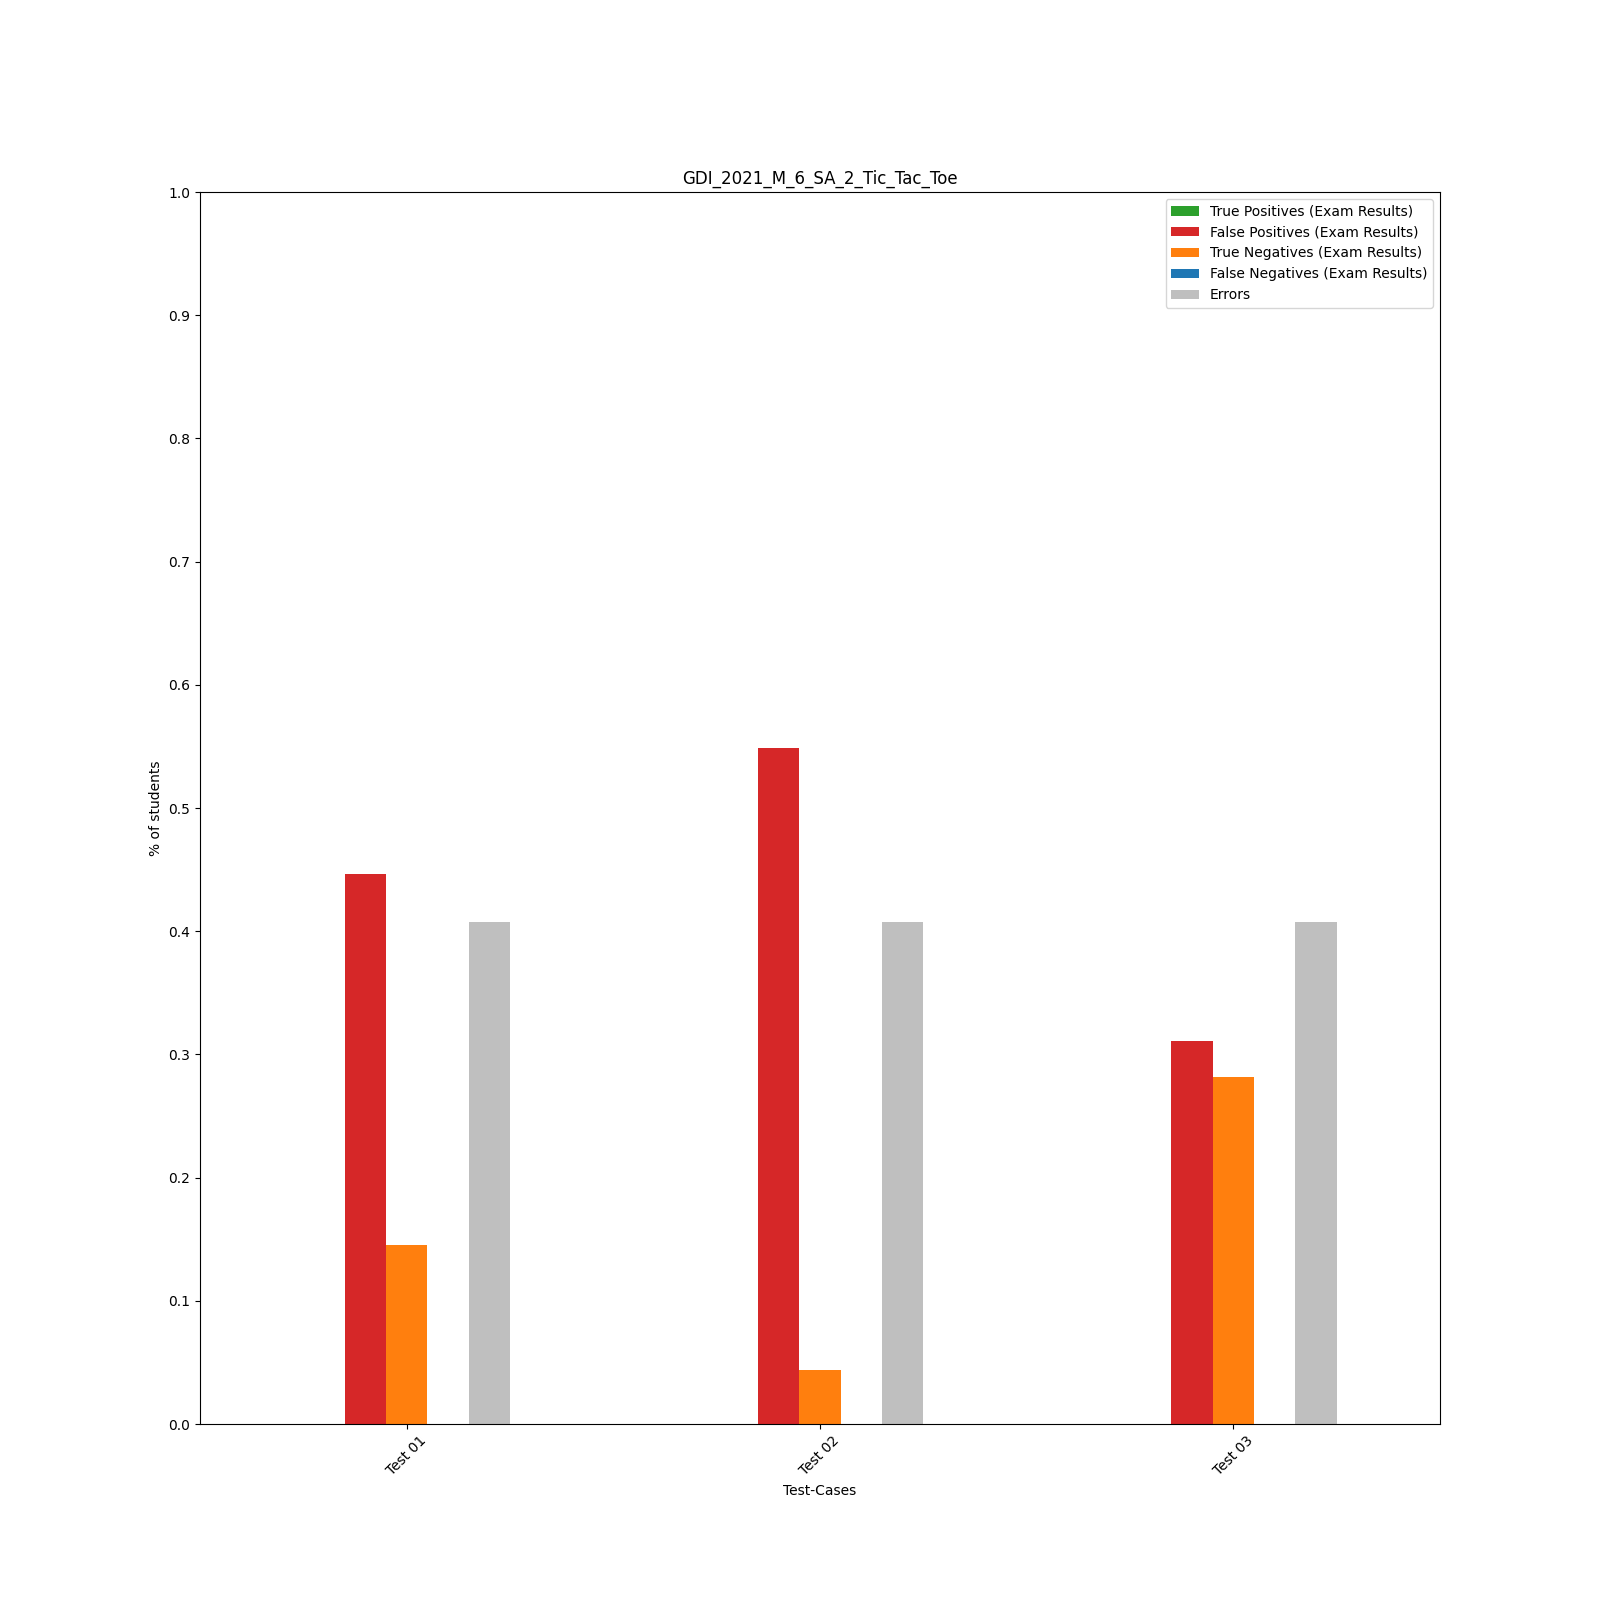 GDI_2021_M_6_SA_2_Tic_Tac_Toe
True Positives (Exam Results)
False Positives (Exam Results)
True Negatives (Exam Results)
False Negatives (Exam Results)
Errors
1.0
0.9
0.8
0.7
0.6
0.5
0.4
0.3
0.2
0.1
0.0
% of students
Test 01
Test 02
Test 03
Test-Cases